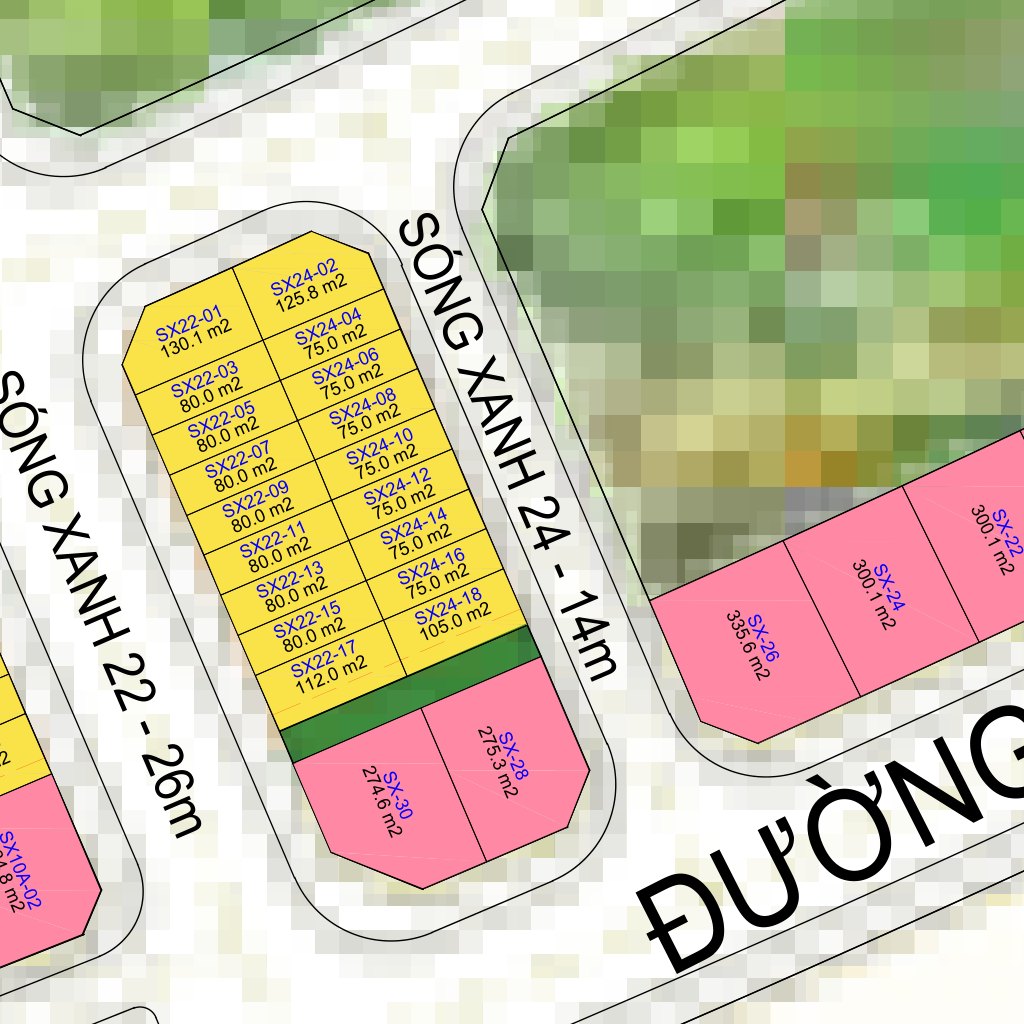 SX22-01
130.1 m2
SX24-02
125.8 m2
SX22-03
80.0 m2
SX24-04
75.0 m2
SX22-05
80.0 m2
SX24-06
75.0 m2
SX22-07
80.0 m2
SX24-08
75.0 m2
SX22-09
80.0 m2
SX24-10
75.0 m2
SX22-11
80.0 m2
SX24-12
75.0 m2
SX22-13
80.0 m2
SX24-14
75.0 m2
SX22-15
80.0 m2
SX24-16
75.0 m2
SX22-17
112.0 m2
SX24-18
105.0 m2
SX-30
274.6 m2
SX-28
275.3 m2
SX-26
335.6 m2
SX-24
300.1 m2
SX-22
300.1 m2
SX10A-02
SÓNG XANH 22 - 26m
SÓNG XANH 24 - 14m
ĐƯỜNG